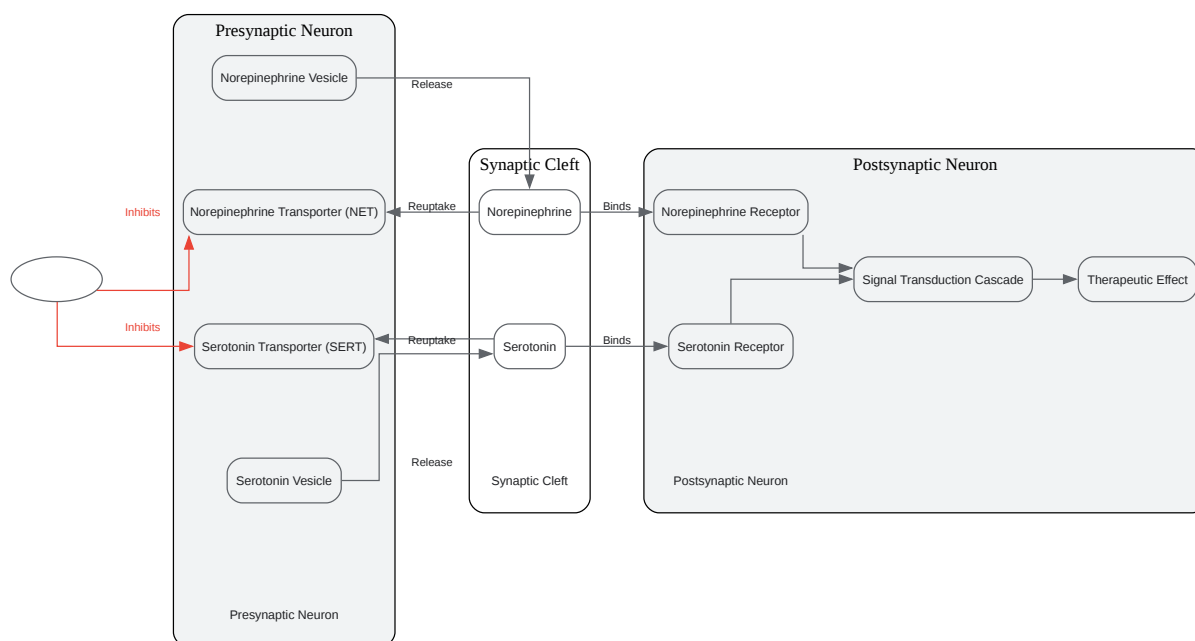 Presynaptic Neuron
Norepinephrine Vesicle
Release
Synaptic Cleft
Postsynaptic Neuron
Inhibits
Norepinephrine Transporter (NET)
Reuptake
Norepinephrine
Binds
Norepinephrine Receptor
Signal Transduction Cascade
Therapeutic Effect
Inhibits
Serotonin Transporter (SERT)
Reuptake
Serotonin
Binds
Serotonin Receptor
Release
Serotonin Vesicle
Synaptic Cleft
Postsynaptic Neuron
Presynaptic Neuron